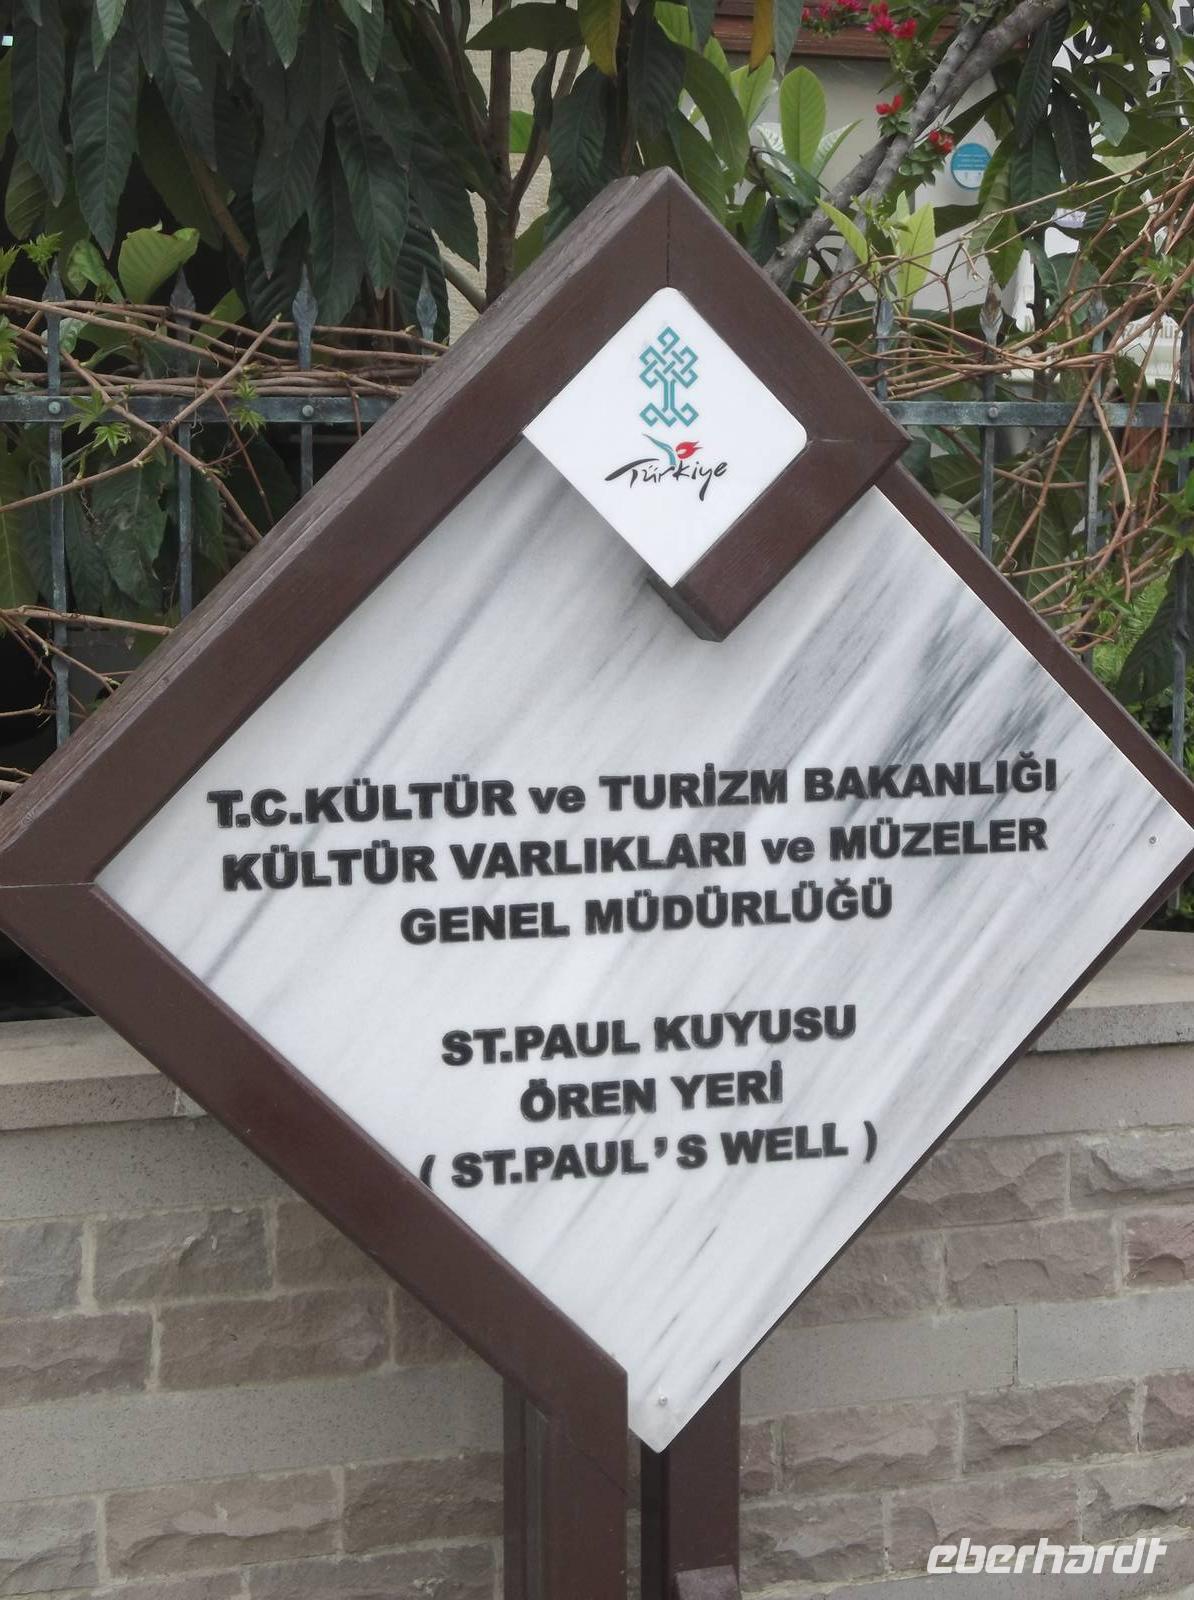 Türkiye
T.C.KÜLTÜR ve TURİZM BAKANLIĞI
KÜLTÜR VARLIKLARI ve MÜZELER
GENEL MÜDÜRLÜĞÜ
ST.PAUL KUYUSU
ÖREN YERİ
( ST.PAUL'S WELL )
eberhardt